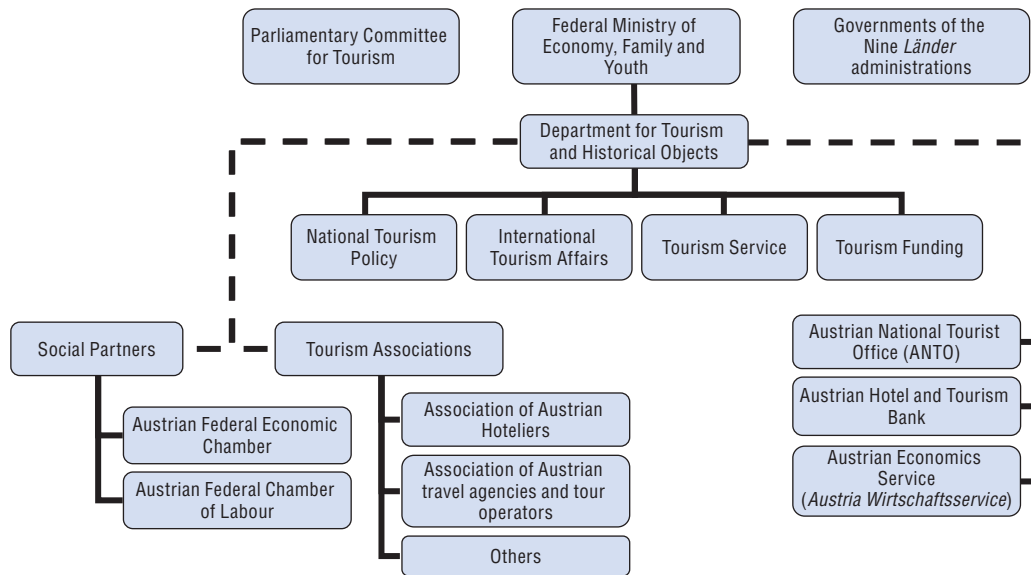 Parliamentary Committee
for Tourism
Federal Ministry of
Economy, Family and
Youth
Governments of the
Nine Länder
administrations
Department for Tourism
and Historical Objects
National Tourism
Policy
International
Tourism Affairs
Tourism Service
Tourism Funding
Social Partners
Tourism Associations
Austrian National Tourist
Office (ANTO)
Austrian Federal Economic
Chamber
Association of Austrian
Hoteliers
Austrian Hotel and Tourism
Bank
Austrian Federal Chamber
of Labour
Association of Austrian
travel agencies and tour
operators
Austrian Economics
Service
(Austria Wirtschaftsservice)
Others